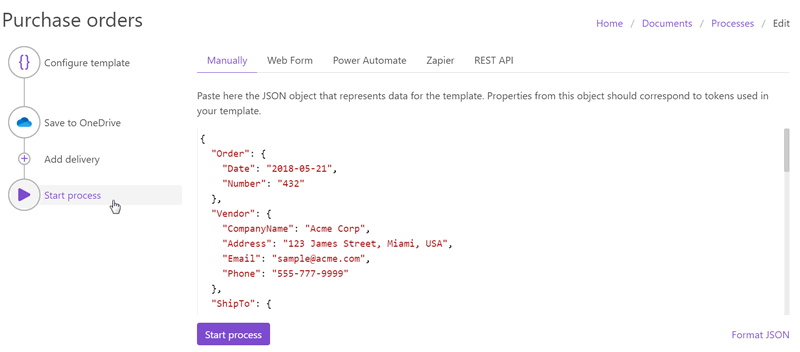 Purchase orders
Home / Documents / Processes / Edit
{}
Configure template
Save to OneDrive
Add delivery
Start process
Manually Web Form Power Automate Zapier REST API
Paste here the JSON object that represents data for the template. Properties from this object should correspond to tokens used in
your template.
{
"Order": {
"Date": "2018-05-21",
"Number": "432"
},
"Vendor": {
"CompanyName": "Acme Corp",
"Address": "123 James Street, Miami, USA",
"Email": "sample@acme.com",
"Phone": "555-777-9999"
},
"ShipTo": {
Start process
Format JSON